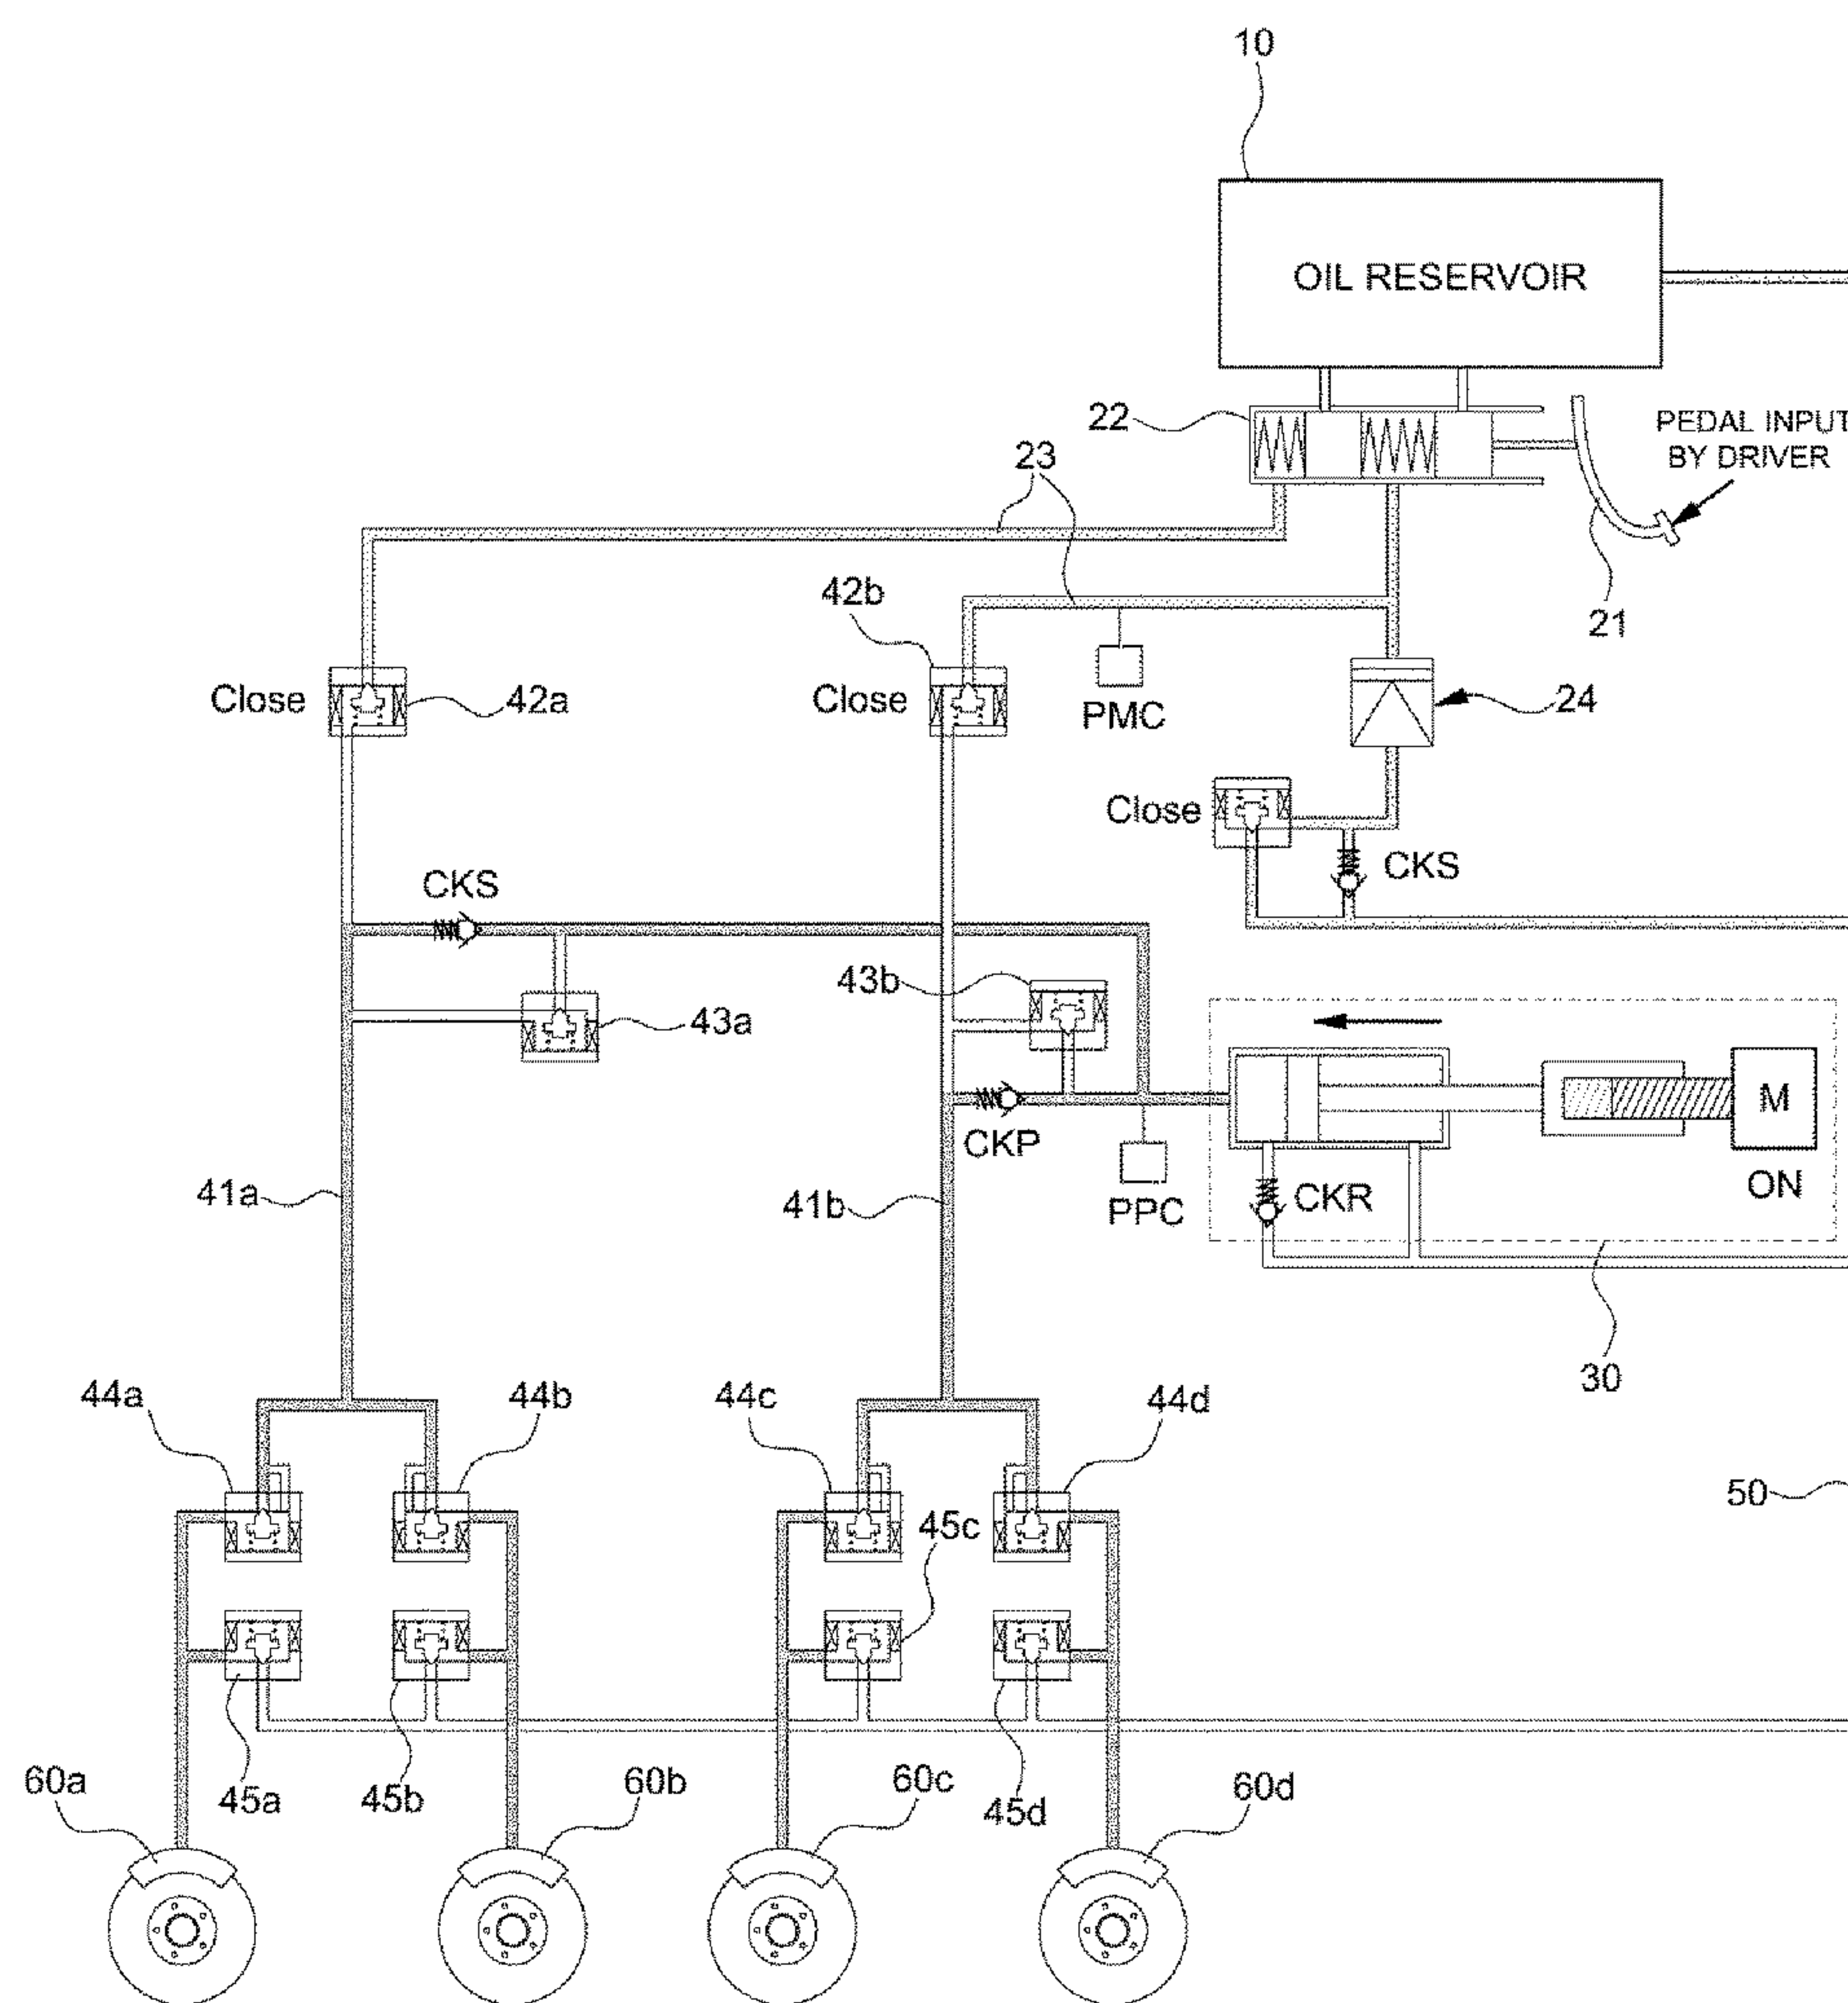 10
OIL RESERVOIR
22
PEDAL INPUT
BY DRIVER
23
21
42b
Close
42a
Close
PMC
24
Close
CKS
CKS
43b
43a
M
CKP
ON
41a
41b
PPC
CKR
30
44a
44b
44c
44d
50
45c
60a
45a
45b
60b
60c
45d
60d